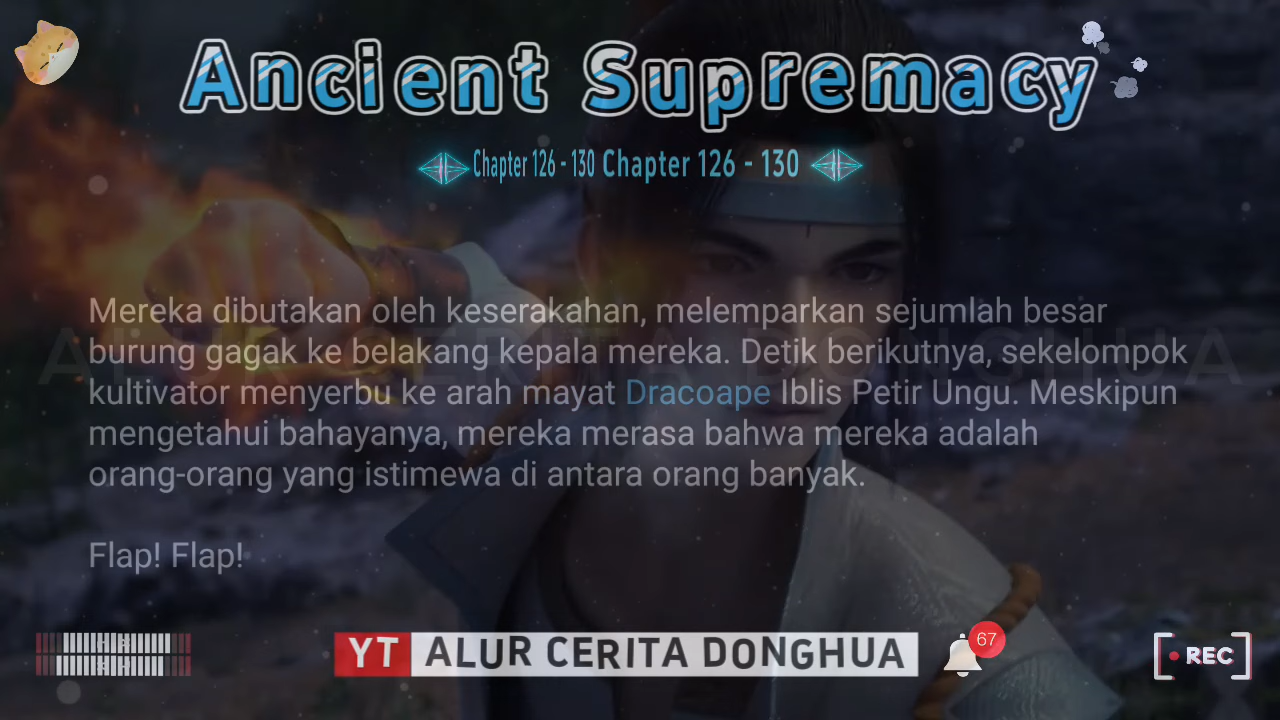 Ancient Supremacy
Chapter 126 - 130 Chapter 126 - 130
Mereka dibutakan oleh keserakahan, melemparkan sejumlah besar
burung gagak ke belakang kepala mereka. Detik berikutnya, sekelompok
kultivator menyerbu ke arah mayat Dracoape Iblis Petir Ungu. Meskipun
mengetahui bahayanya, mereka merasa bahwa mereka adalah
orang-orang yang istimewa di antara orang banyak.
Flap! Flap!
YT ALUR CERITA DONGHUA
67
REC